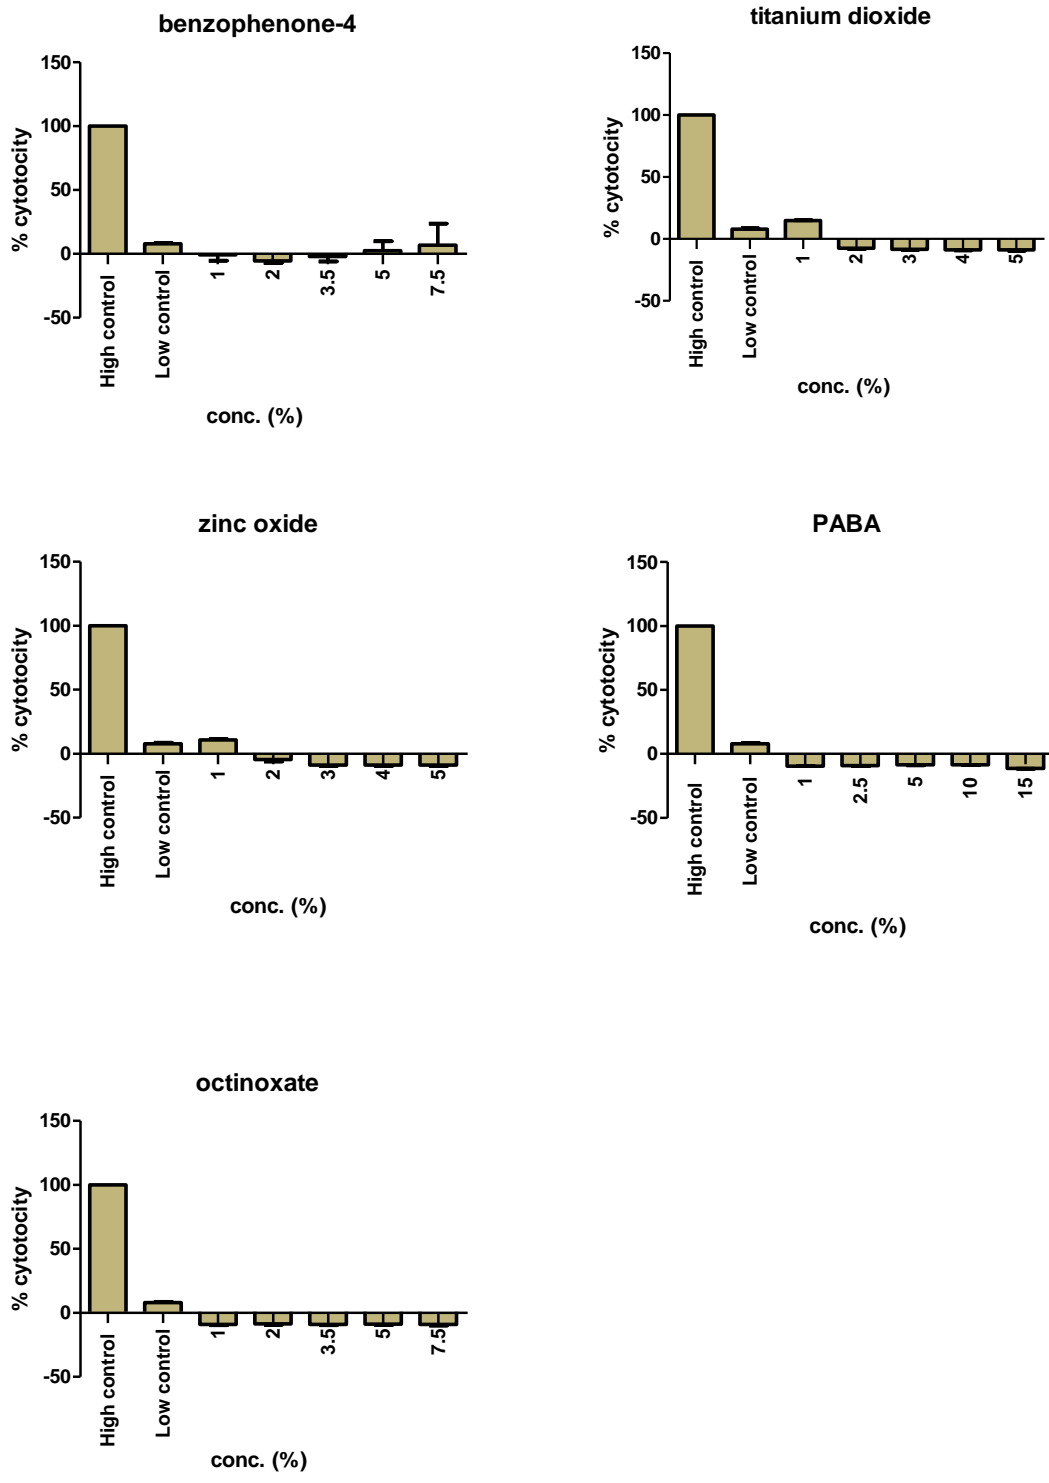 benzophenone-4
150
100
50
0
-50
% cytotocity
High control
Low control
1
2
3.5
5
7.5
conc. (%)
titanium dioxide
150
100
50
0
-50
% cytotocity
High control
Low control
1
2
3
4
5
conc. (%)
zinc oxide
150
100
50
0
-50
% cytotocity
High control
Low control
1
2
3
4
5
conc. (%)
PABA
150
100
50
0
-50
% cytotocity
High control
Low control
1
2.5
5
10
15
conc. (%)
octinoxate
150
100
50
0
-50
% cytotocity
High control
Low control
1
2
3.5
5
7.5
conc. (%)